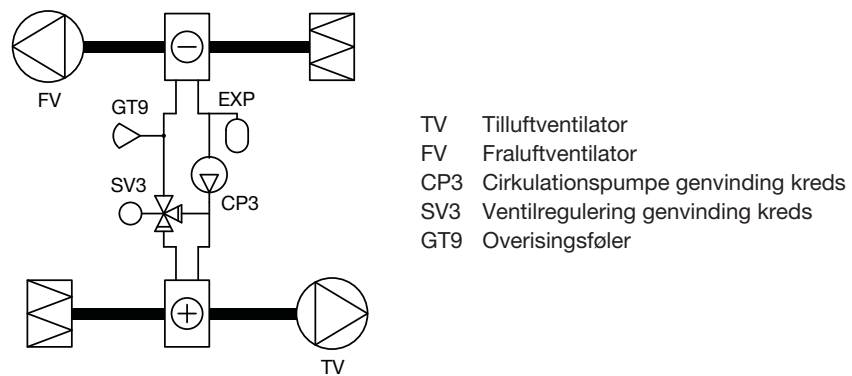 FV
GT9
EXP
SV3
CP3
TV
TV Tilluftventilator
FV Fraluftventilator
CP3 Cirkulationspumpe genvinding kreds
SV3 Ventilregulering genvinding kreds
GT9 Overisingsføler